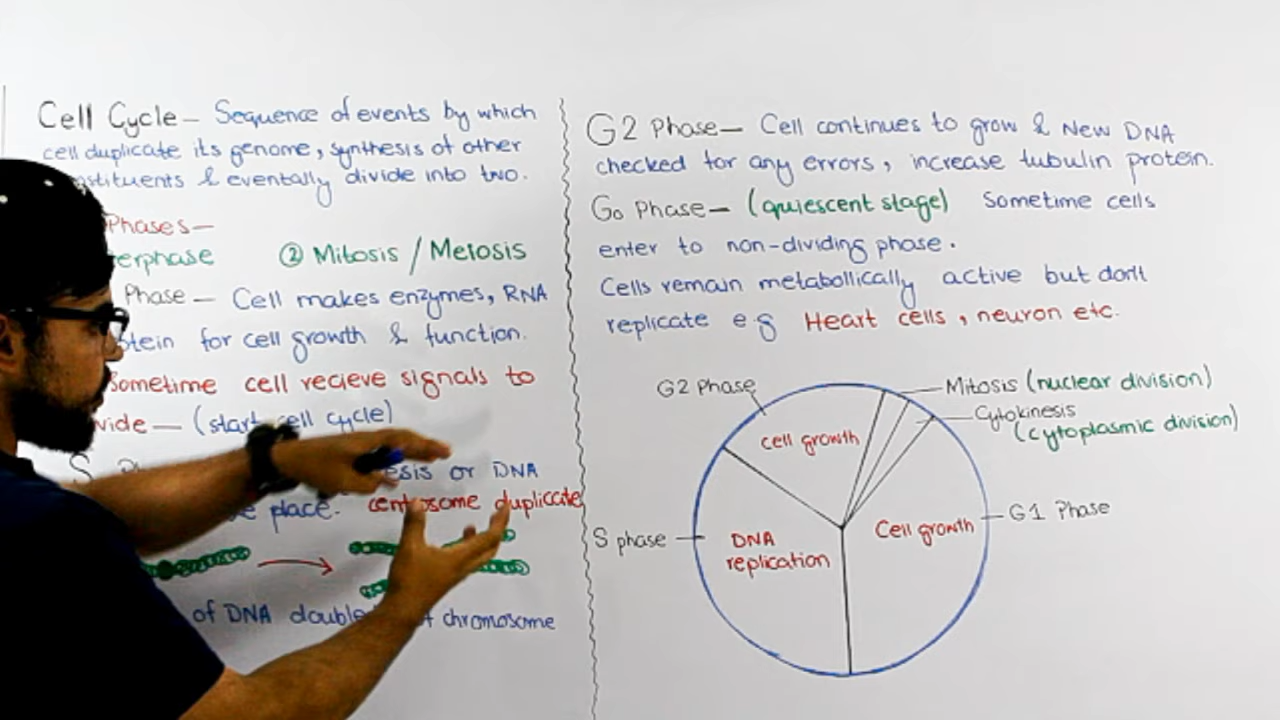 Cell Cycle - Sequence of events by which
cell duplicate its genome, synthesis of other
stituents & eventally divide into two.
Phases-
erphase ② Mitosis / Meiosis
Phase - Cell makes enzymes, RNA
tein for cell growth & function.
sometime cell recieve signals to
vide - (start cell cycle)
S esis or DNA
place. centrosome duplicate
of DNA double chromosome
G2 Phase - Cell continues to grow & New DNA
checked for any errors, increase tubulin protein.
G0 Phase - (quiescent stage) Sometime cells
enter to non-dividing phase.
Cells remain metabollically active but don't
replicate e.g Heart cells, neuron etc.
G2 Phase
Mitosis (nuclear division)
Cytokinesis
(cytoplasmic division)
cell growth
S phase
DNA
replication
Cell growth
G1 Phase